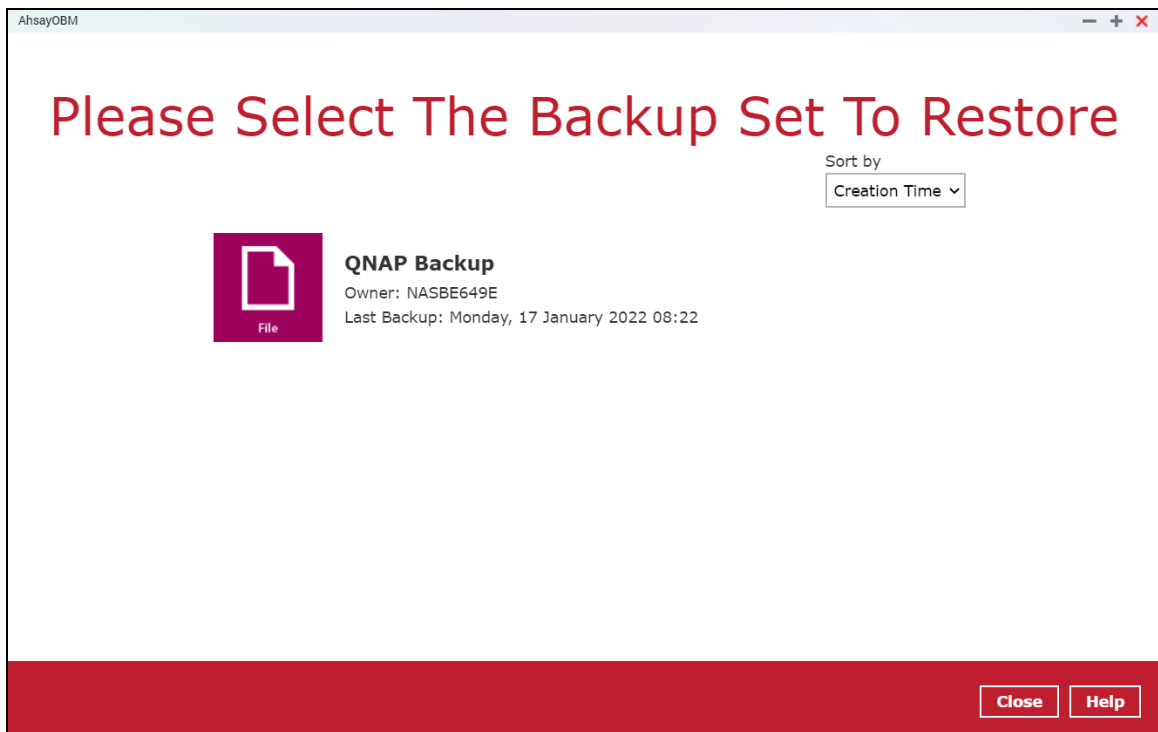 AhsayOBM
Please Select The Backup Set To Restore
Sort by
Creation Time
QNAP Backup
Owner: NASBE649E
Last Backup: Monday, 17 January 2022 08:22
File
Close
Help